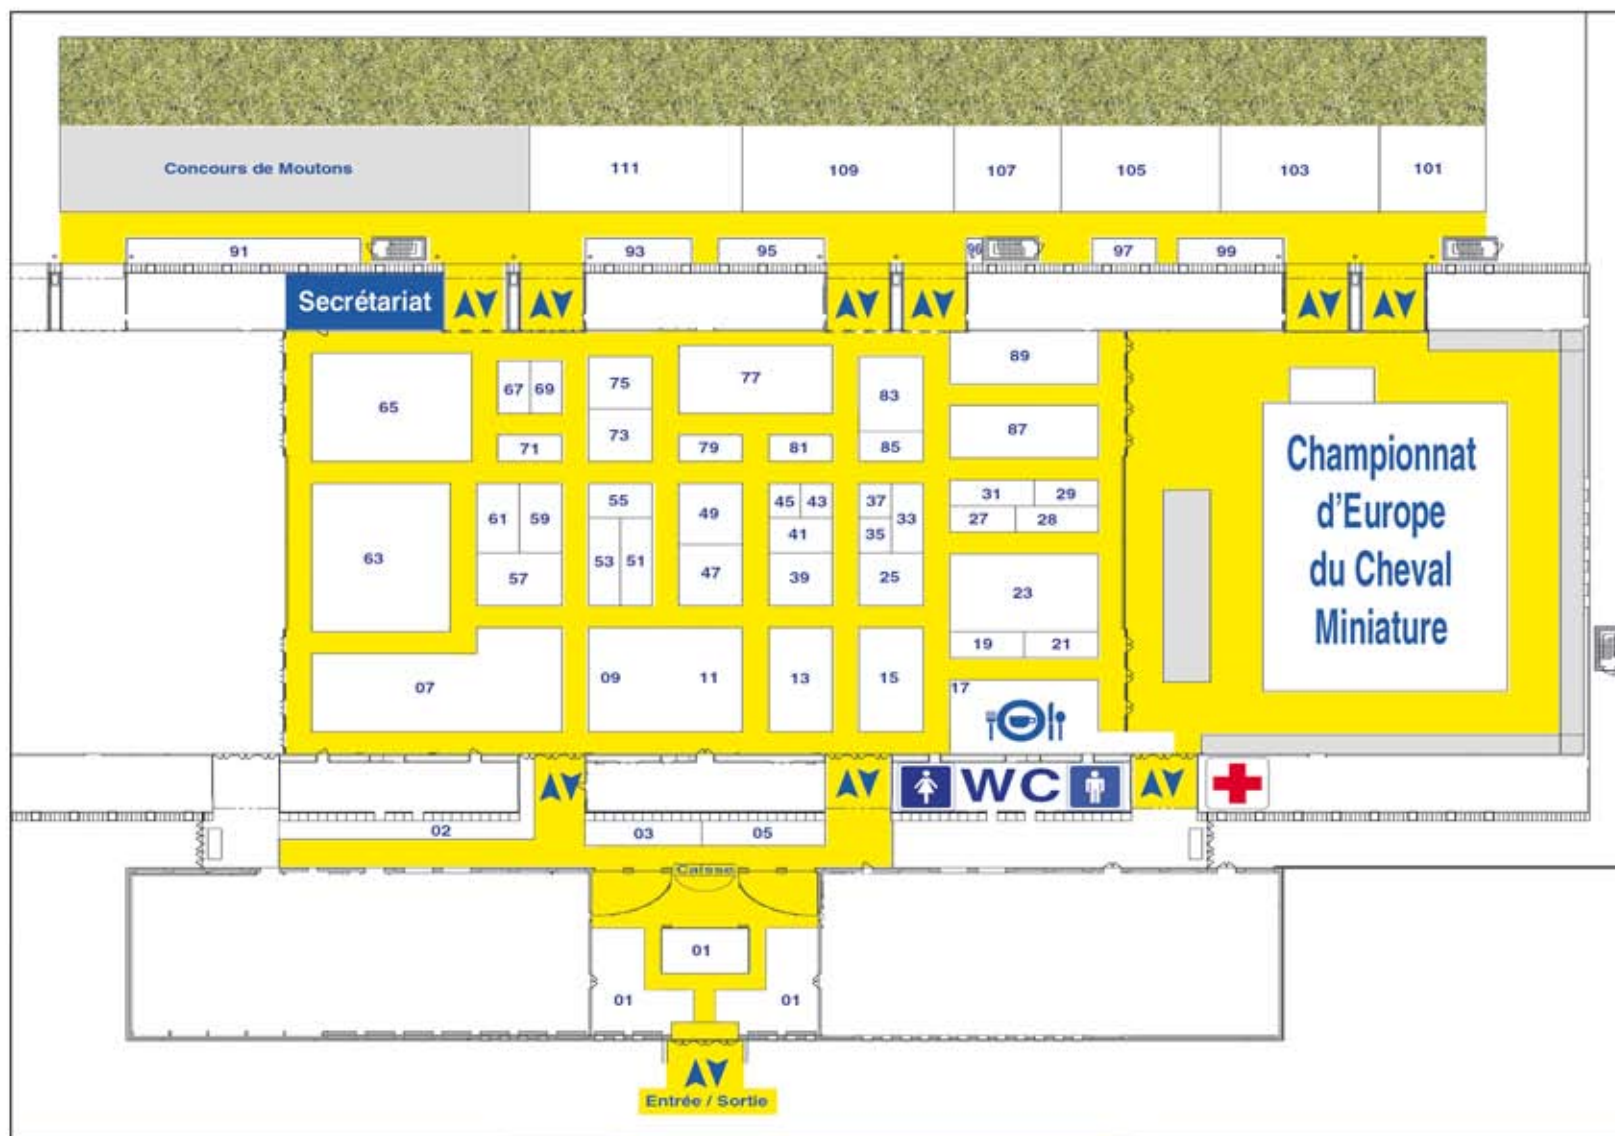 Concours de Moutons 111 109 107 105 103 101
91 93 95 96 97 99
Secrétariat
65 67 69 75 77 83 89
71 73 79 81 85 87
Championnat
d'Europe
du Cheval
Miniature
63 61 59 55 49 45 43 37 33 31 29
41 35 27 28
57 53 51 47 39 25 23
19 21
07 09 11 13 15 17
WC
02 03 05
Caisse
01
01 01
Entrée / Sortie